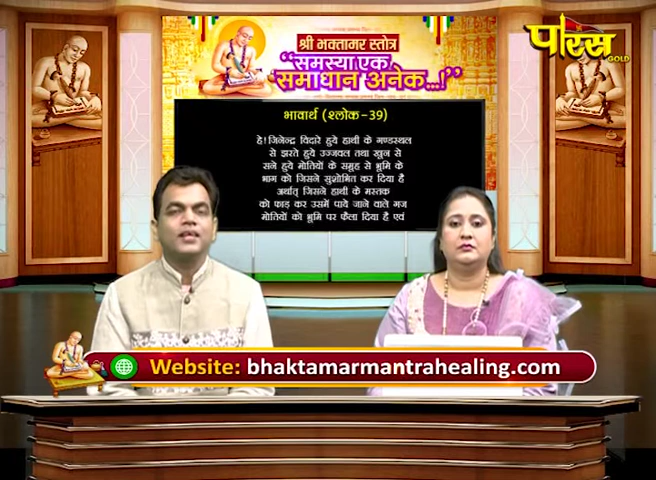 श्री भक्तामर स्तोत्र
“समस्या एक
समाधान अनेक...!”
पारस
GOLD
भावार्थ (श्लोक-39)
हे! जिनेन्द्र विदारे हुये हाथी के गण्डस्थल
से झरते हुये उज्जवल तथा खून से
सने हुये मोतियों के समूह से भूमि के
भाग को जिसने सुशोभित कर दिया है
अर्थात् जिसने हाथी के मस्तक
को फाड़ कर उसमें पाये जाने वाले गज
मोतियों को भूमि पर फैला दिया है एवं
Website: bhaktamarmantrahealing.com